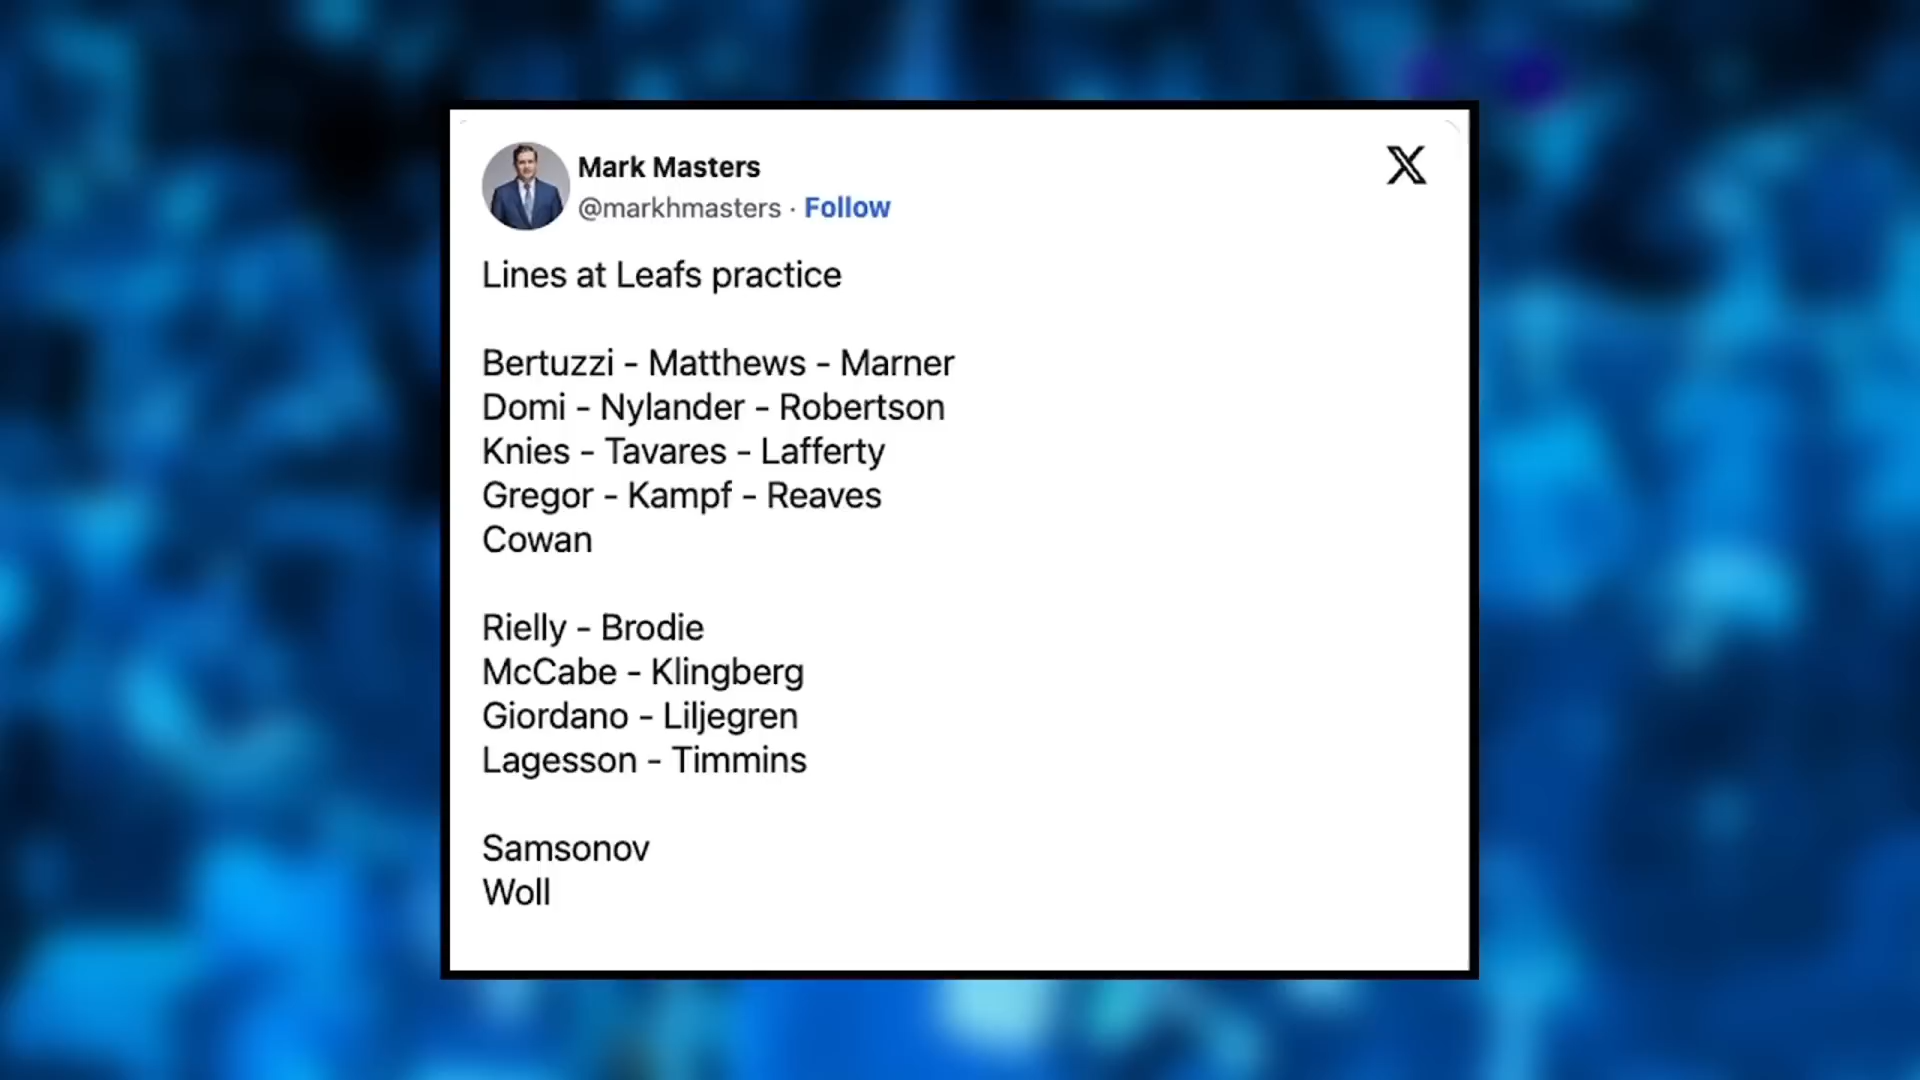 Mark Masters
@markhmasters · Follow
Lines at Leafs practice
Bertuzzi - Matthews - Marner
Domi - Nylander - Robertson
Knies - Tavares - Lafferty
Gregor - Kampf - Reaves
Cowan
Rielly - Brodie
McCabe - Klingberg
Giordano - Liljegren
Lagesson - Timmins
Samsonov
Woll